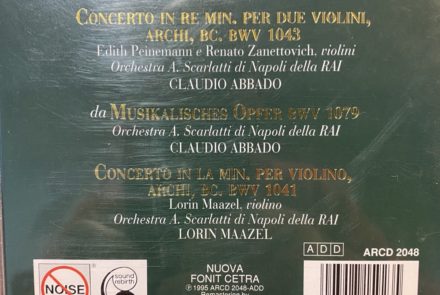 CONCERTO IN RE MIN. PER DUE VIOLINI,
ARCHI, BC. BWV 1043
Edith Peinemann e Renato Zanettovich, violini
Orchestra A. Scarlatti di Napoli della RAI
CLAUDIO ABBADO
da MUSIKALISCHES OPFER BWV 1079
Orchestra A. Scarlatti di Napoli della RAI
CLAUDIO ABBADO
CONCERTO IN LA MIN. PER VIOLINO,
ARCHI, BC. BWV 1041
Lorin Maazel, violino
Orchestra A. Scarlatti di Napoli della RAI
LORIN MAAZEL
ADD
ARCD 2048
NOISE
sound
rebirth
NUOVA
FONIT CETRA
℗ 1995 ARCD 2048-ADD
Remastering by